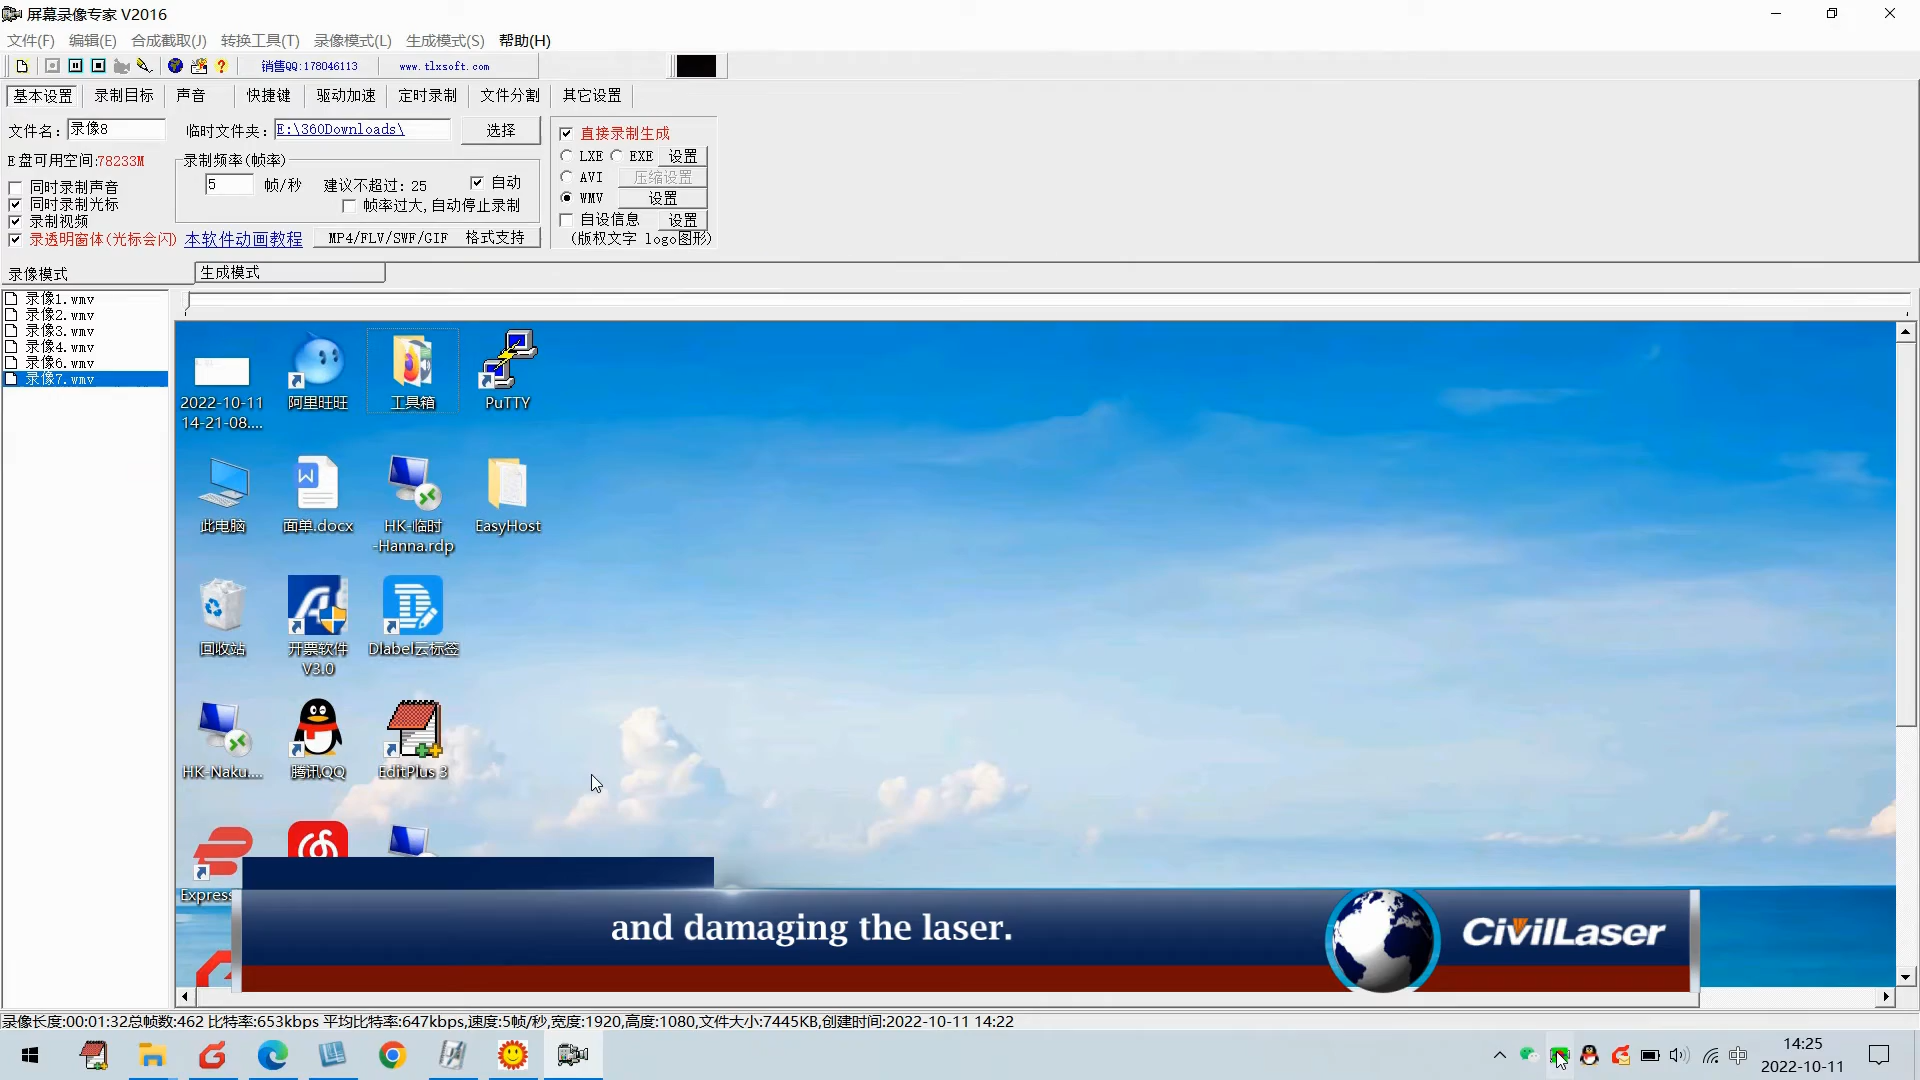 屏幕录像专家 V2016
文件(F) 编辑(E) 合成截取(J) 转换工具(T) 录像模式(L) 生成模式(S) 帮助(H)
销售QQ:178046113 www.tlxsoft.com
基本设置 录制目标 声音 快捷键 驱动加速 定时录制 文件分割 其它设置
文件名: 录像8 临时文件夹: E:\360Downloads\ 选择
直接录制生成
E盘可用空间:78233M
录制频率(帧率)
LXE EXE 设置
5 帧/秒 建议不超过: 25 自动
AVI 压缩设置
同时录制声音
WMV 设置
同时录制光标
帧率过大,自动停止录制
录制视频
自设信息 设置
录透明窗体(光标会闪) 本软件动画教程 MP4/FLV/SWF/GIF 格式支持
(版权文字 logo图形)
录像模式 生成模式
录像1.wmv
录像2.wmv
录像3.wmv
录像4.wmv
录像6.wmv
录像7.wmv
2022-10-11
14-21-08....
阿里旺旺
工具箱
PuTTY
此电脑
面单.docx
HK-临时
-Hanna.rdp
EasyHost
回收站
开票软件
V3.0
Dlabel云标签
HK-Naku....
腾讯QQ
EditPlus 3
Express
and damaging the laser.
CivilLaser
录像长度:00:01:32总帧数:462 比特率:653kbps 平均比特率:647kbps,速度:5帧/秒,宽度:1920,高度:1080,文件大小:7445KB,创建时间:2022-10-11 14:22
中
14:25
2022-10-11